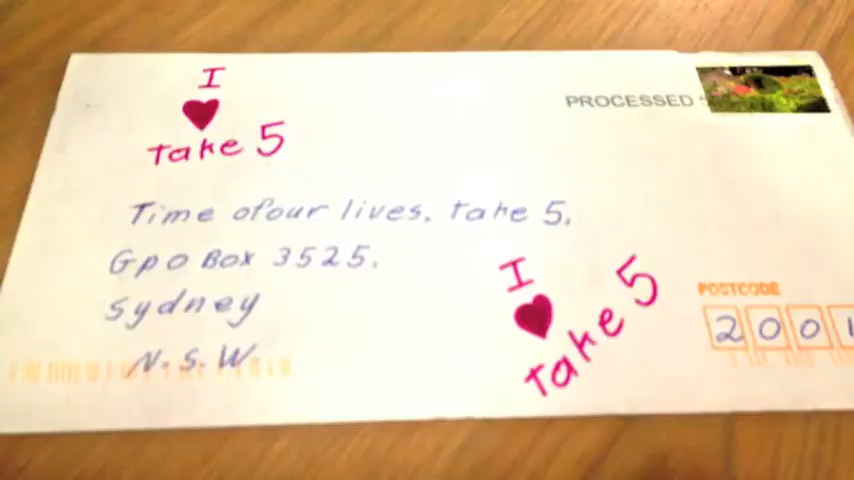 I
take 5
PROCESSED
Time ofour lives, take 5,
Gpo Box 3525.
Sydney
N.S.W
I
take 5
POSTCODE
2001